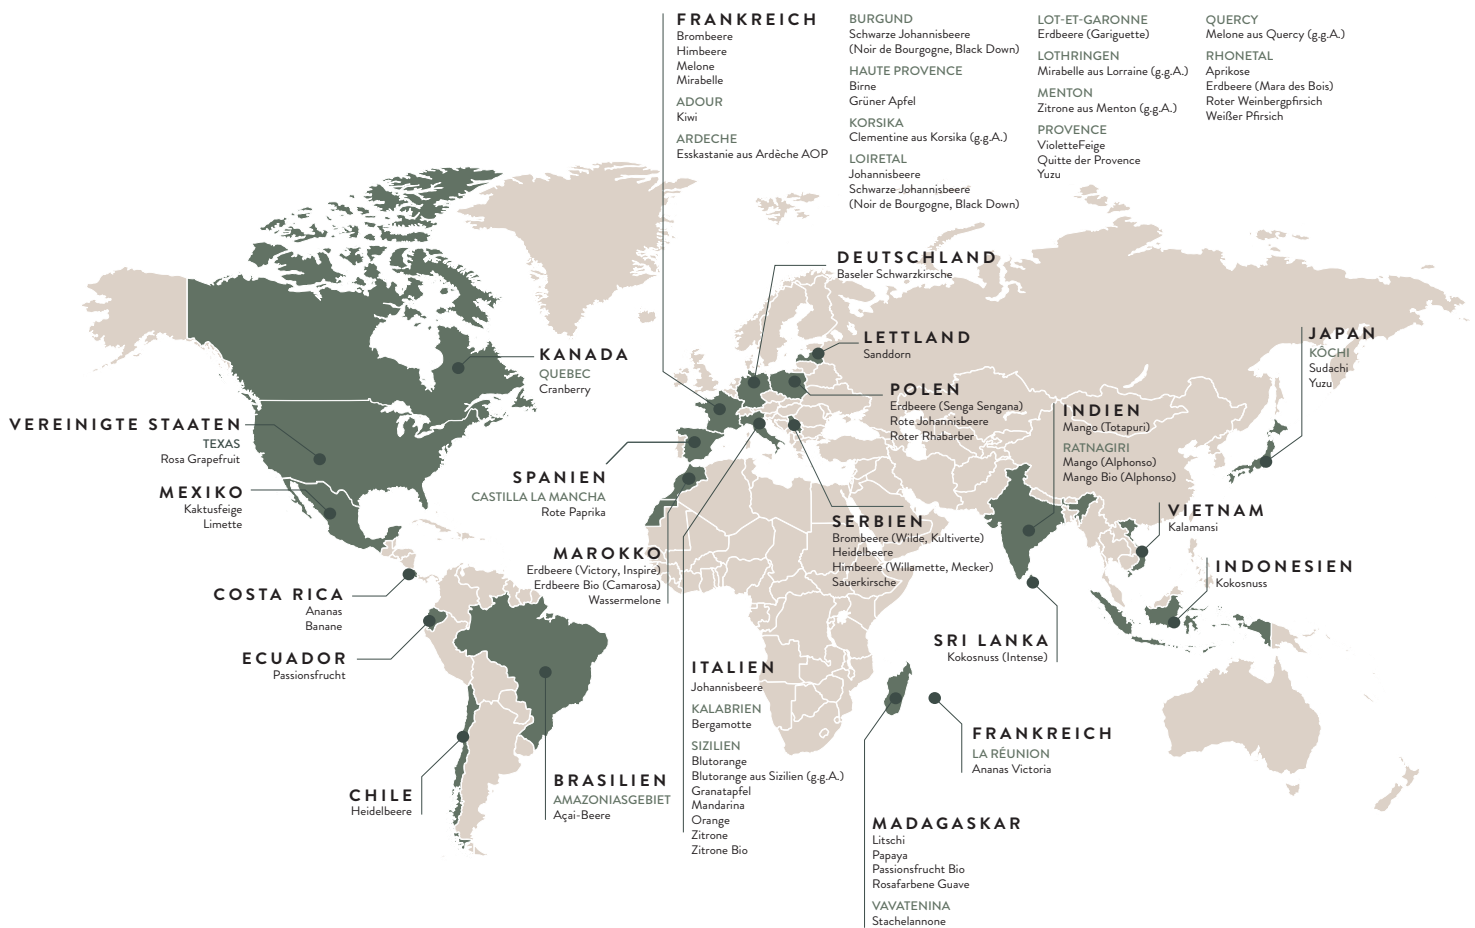 FRANKREICH
Brombeere
Himbeere
Melone
Mirabelle
ADOUR
Kiwi
ARDECHE
Esskastanie aus Ardèche AOP
BURGUND
Schwarze Johannisbeere
(Noir de Bourgogne, Black Down)
HAUTE PROVENCE
Birne
Grüner Apfel
KORSIKA
Clementine aus Korsika (g.g.A.)
LOIRETAL
Johannisbeere
Schwarze Johannisbeere
(Noir de Bourgogne, Black Down)
LOT-ET-GARONNE
Erdbeere (Gariguette)
LOTHRINGEN
Mirabelle aus Lorraine (g.g.A.)
MENTON
Zitrone aus Menton (g.g.A.)
PROVENCE
VioletteFeige
Quitte der Provence
Yuzu
QUERCY
Melone aus Quercy (g.g.A.)
RHONETAL
Aprikose
Erdbeere (Mara des Bois)
Roter Weinbergpfirsich
Weißer Pfirsich
DEUTSCHLAND
Baseler Schwarzkirsche
LETTLAND
Sanddorn
POLEN
Erdbeere (Senga Sengana)
Rote Johannisbeere
Roter Rhabarber
JAPAN
KÔCHI
Sudachi
Yuzu
KANADA
QUEBEC
Cranberry
VEREINIGTE STAATEN
TEXAS
Rosa Grapefruit
MEXIKO
Kaktusfeige
Limette
SPANIEN
CASTILLA LA MANCHA
Rote Paprika
INDIEN
Mango (Totapuri)
RATNAGIRI
Mango (Alphonso)
Mango Bio (Alphonso)
VIETNAM
Kalamansi
SERBIEN
Brombeere (Wilde, Kultiverte)
Heidelbeere
Himbeere (Willamette, Mecker)
Sauerkirsche
MAROKKO
Erdbeere (Victory, Inspire)
Erdbeere Bio (Camarosa)
Wassermelone
INDONESIEN
Kokosnuss
COSTA RICA
Ananas
Banane
ECUADOR
Passionsfrucht
SRI LANKA
Kokosnuss (Intense)
ITALIEN
Johannisbeere
KALABRIEN
Bergamotte
SIZILIEN
Blutorange
Blutorange aus Sizilien (g.g.A.)
Granatapfel
Mandarina
Orange
Zitrone
Zitrone Bio
FRANKREICH
LA RÉUNION
Ananas Victoria
CHILE
Heidelbeere
BRASILIEN
AMAZONIASGEBIET
Açai-Beere
MADAGASKAR
Litschi
Papaya
Passionsfrucht Bio
Rosafarbene Guave
VAVATENINA
Stachelannone